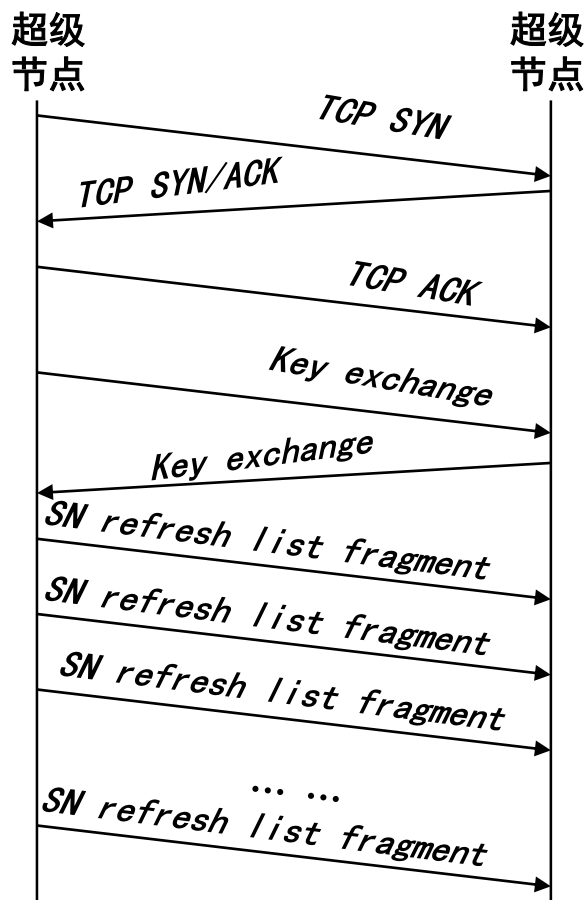 超级
节点
超级
节点
TCP SYN
TCP SYN/ACK
TCP ACK
Key exchange
Key exchange
SN refresh list fragment
SN refresh list fragment
SN refresh list fragment
... ...
SN refresh list fragment